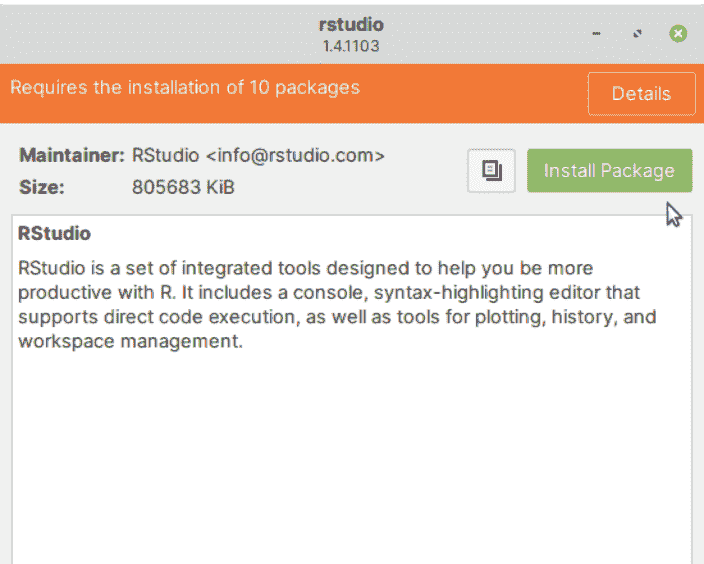 rstudio
1.4.1103
Requires the installation of 10 packages
Details
Maintainer: RStudio <info@rstudio.com>
Size: 805683 KiB
Install Package
RStudio
RStudio is a set of integrated tools designed to help you be more
productive with R. It includes a console, syntax-highlighting editor that
supports direct code execution, as well as tools for plotting, history, and
workspace management.